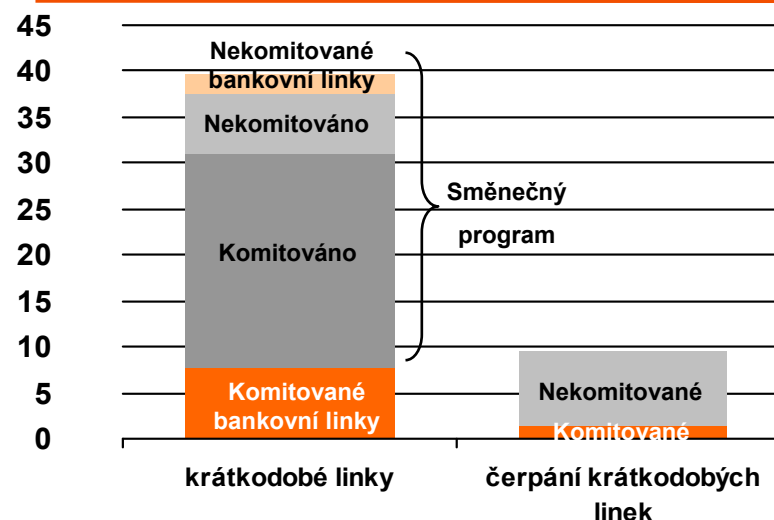 45
40
35
30
25
20
15
10
5
0
Nekomitované
bankovní linky
Nekomitováno
Komitováno
Komitované
bankovní linky
Směnečný
program
Nekomitované
Komitované
krátkodobé linky
čerpání krátkodobých
linek